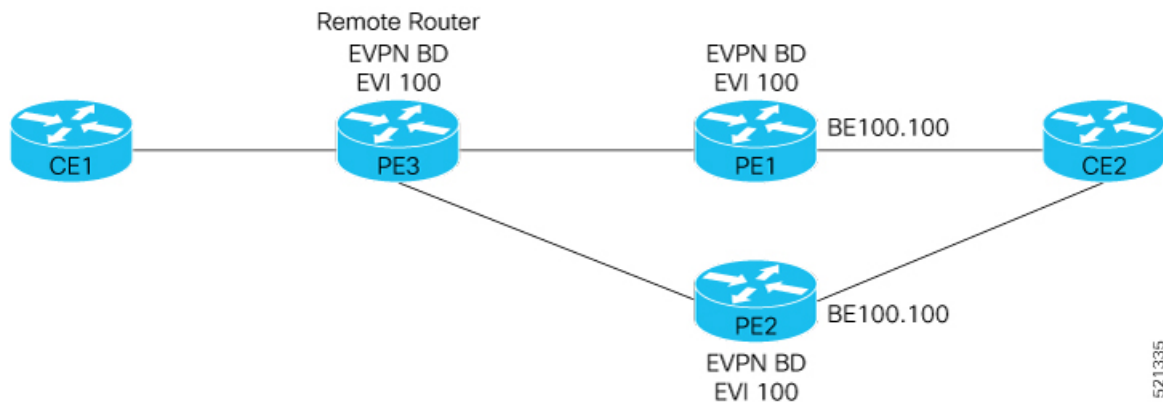 Remote Router
EVPN BD
EVI 100
EVPN BD
EVI 100
BE100.100
CE1
PE3
PE1
CE2
PE2
BE100.100
EVPN BD
EVI 100
521335